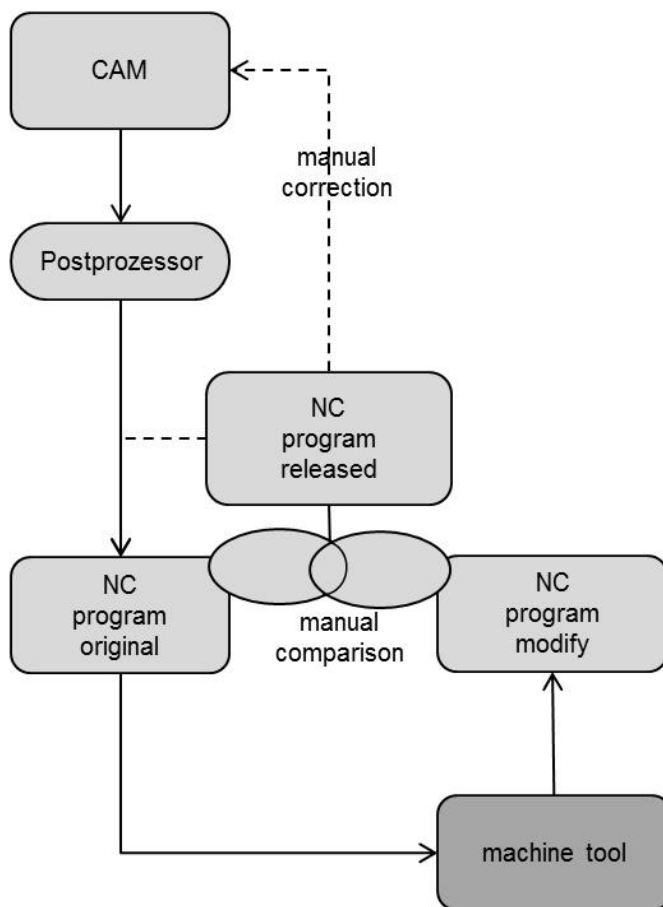 CAM
manual
correction
Postprozessor
NC
program
released
NC
program
original
manual
comparison
NC
program
modify
machine tool